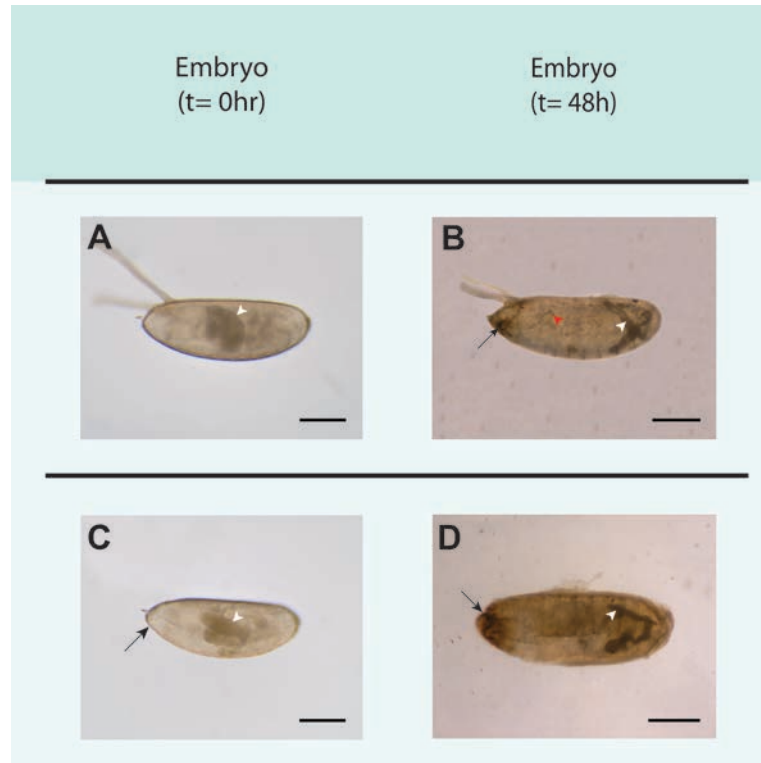 Embryo
(t= 0hr)
Embryo
(t= 48h)
A
B
C
D